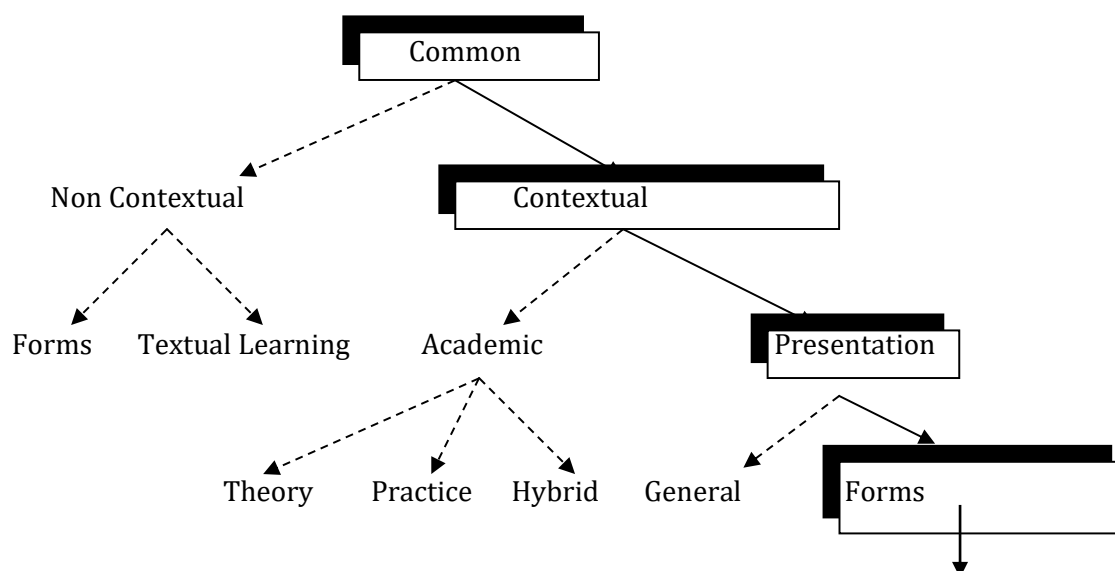 Common
Non Contextual Contextual
Forms Textual Learning Academic Presentation
Theory Practice Hybrid General Forms